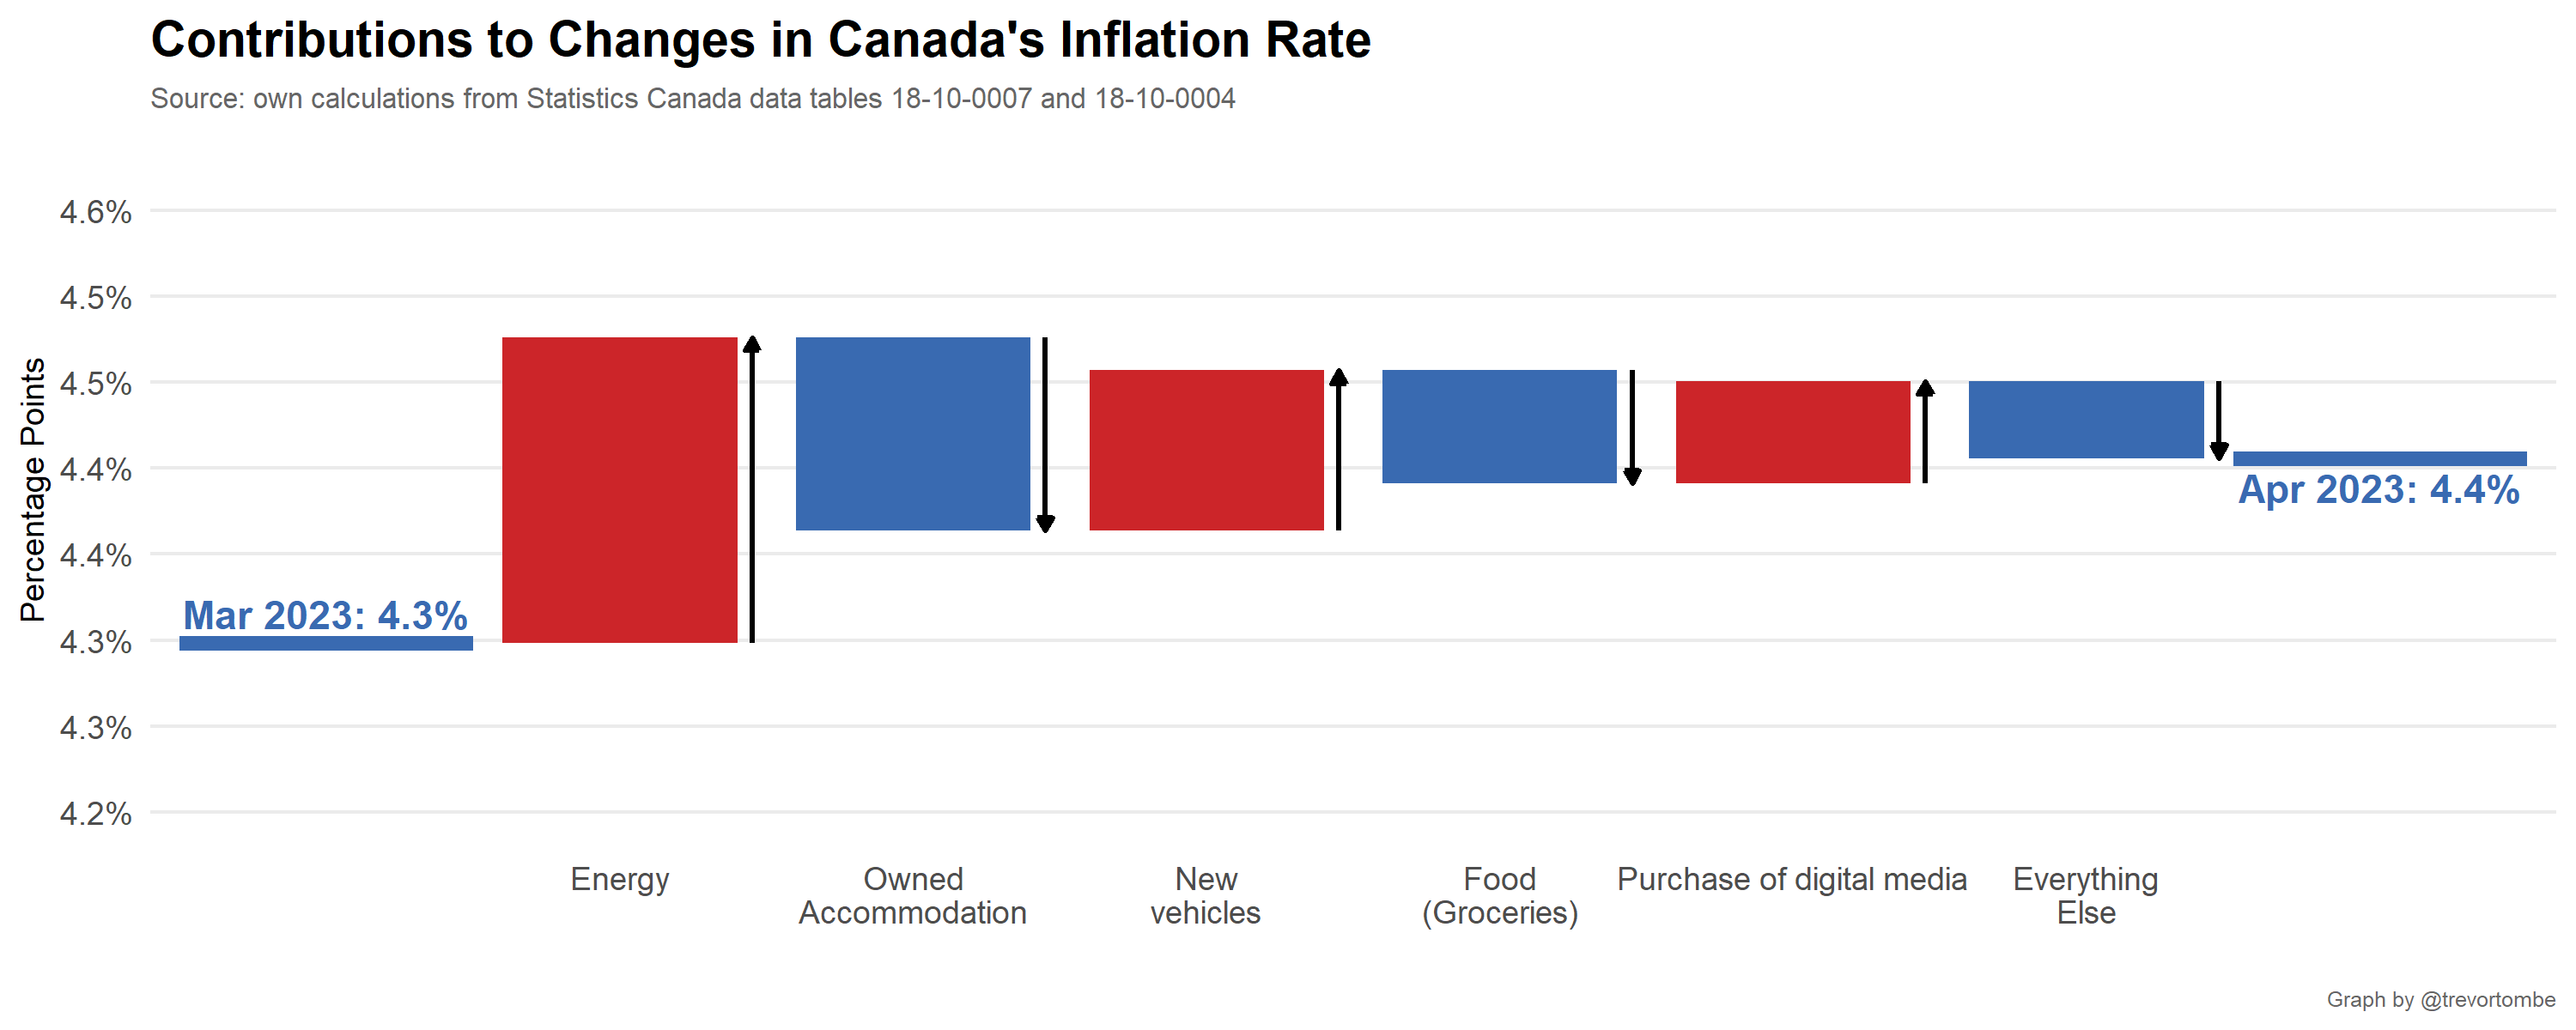 Contributions to Changes in Canada's Inflation Rate
Source: own calculations from Statistics Canada data tables 18-10-0007 and 18-10-0004
Percentage Points
4.6%
4.5%
4.5%
4.4%
4.4%
4.3%
4.3%
4.2%
Mar 2023: 4.3%
Apr 2023: 4.4%
Energy
Owned
Accommodation
New
vehicles
Food
(Groceries)
Purchase of digital media
Everything
Else
Graph by @trevortombe